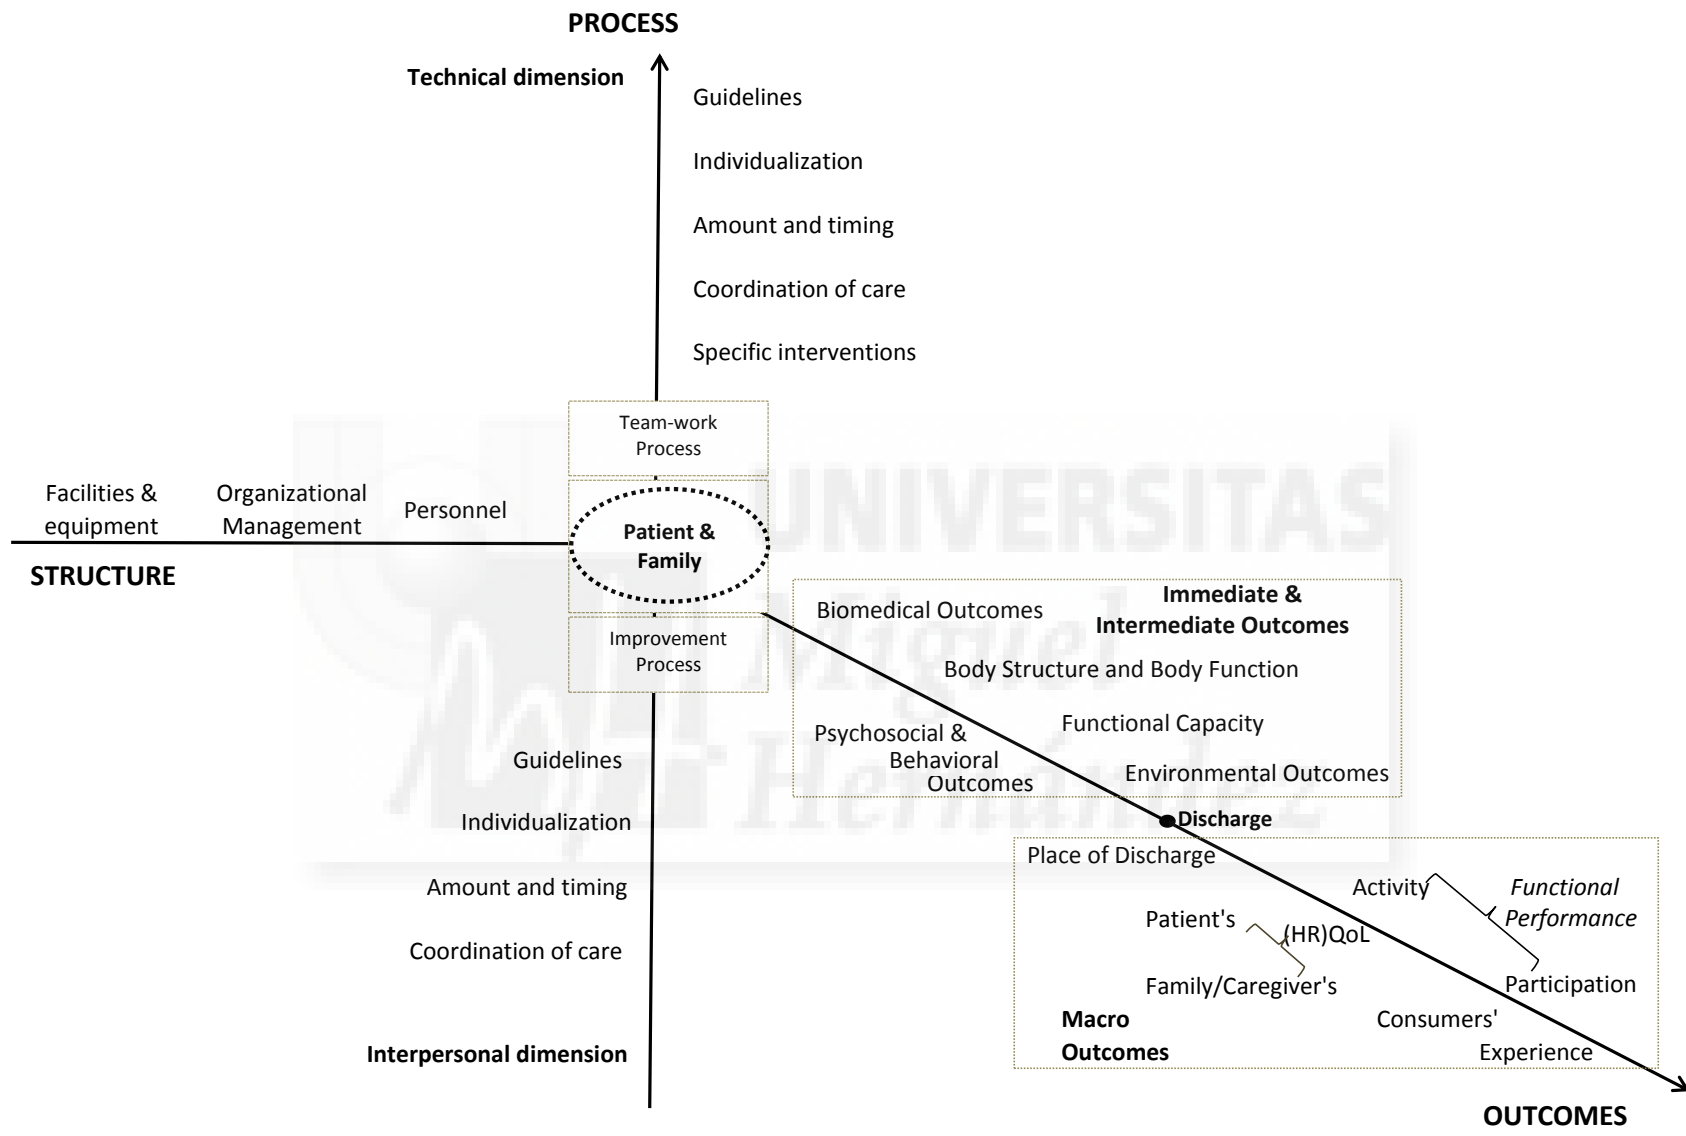 PROCESS
Technical dimension
Guidelines
Individualization
Amount and timing
Coordination of care
Specific interventions
Team-work
Process
Facilities &
equipment
Organizational
Management
Personnel
STRUCTURE
Patient &
Family
Improvement
Process
UNIVERSITAS
Miguel
Hernández
Biomedical Outcomes
Immediate &
Intermediate Outcomes
Body Structure and Body Function
Functional Capacity
Psychosocial &
Behavioral
Outcomes
Environmental Outcomes
Discharge
Guidelines
Individualization
Amount and timing
Coordination of care
Interpersonal dimension
Place of Discharge
Activity
Functional
Performance
Patient's
(HR)QoL
Family/Caregiver's
Participation
Macro
Outcomes
Consumers'
Experience
OUTCOMES